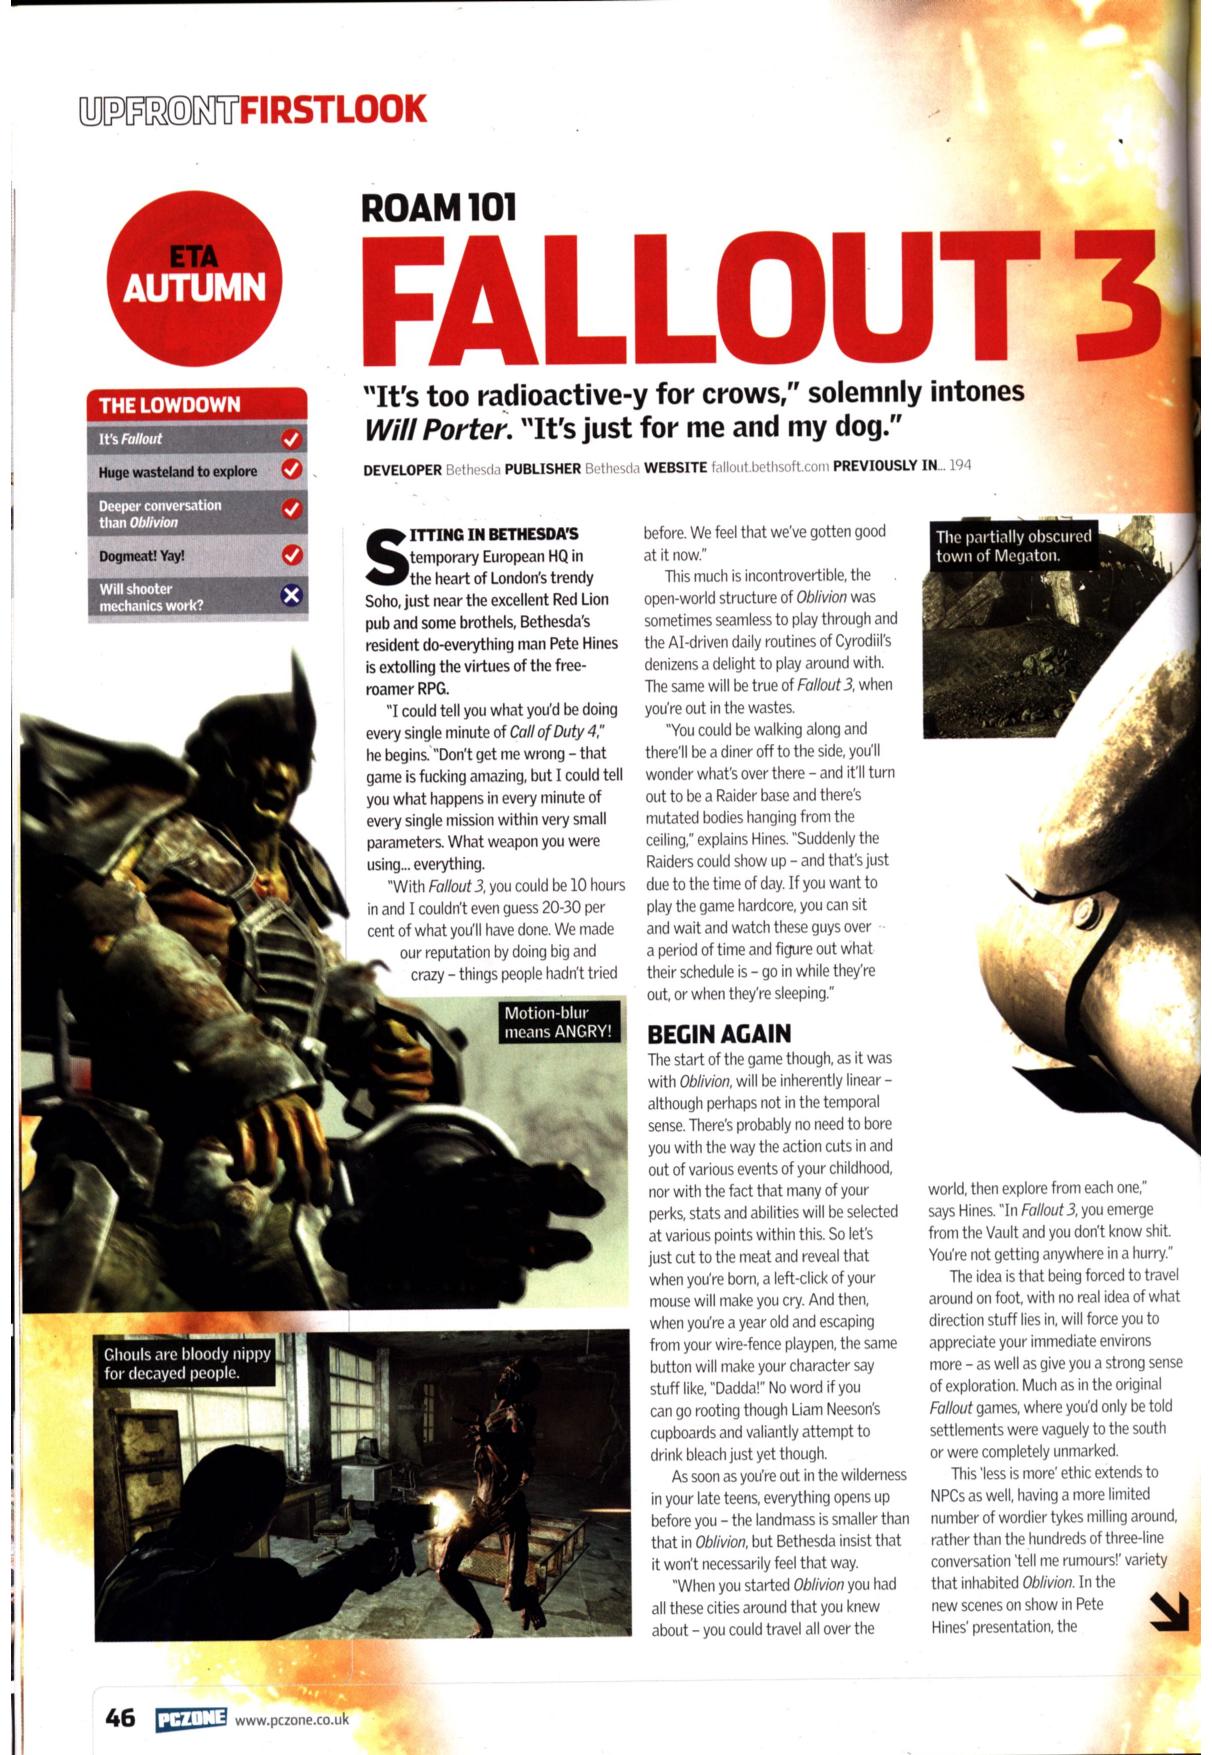 UPFRONTFIRSTLOOK
ETA
AUTUMN
ROAM 101
FALLOUT 3
"It's too radioactive-y for crows," solemnly intones
Will Porter. "It's just for me and my dog."
DEVELOPER Bethesda PUBLISHER Bethesda WEBSITE fallout.bethsoft.com PREVIOUSLY IN... 194
THE LOWDOWN
It's Fallout
Huge wasteland to explore
Deeper conversation
than Oblivion
Dogmeat! Yay!
Will shooter
mechanics work?
SITTING IN BETHESDA'S
temporary European HQ in
the heart of London's trendy
Soho, just near the excellent Red Lion
pub and some brothels, Bethesda's
resident do-everything man Pete Hines
is extolling the virtues of the free-
roamer RPG.
"I could tell you what you'd be doing
every single minute of Call of Duty 4,"
he begins. "Don't get me wrong – that
game is fucking amazing, but I could tell
you what happens in every minute of
every single mission within very small
parameters. What weapon you were
using... everything.
"With Fallout 3, you could be 10 hours
in and I couldn't even guess 20-30 per
cent of what you'll have done. We made
our reputation by doing big and
crazy – things people hadn't tried
Motion-blur
means ANGRY!
Ghouls are bloody nippy
for decayed people.
before. We feel that we've gotten good
at it now."
This much is incontrovertible, the
open-world structure of Oblivion was
sometimes seamless to play through and
the AI-driven daily routines of Cyrodiil's
denizens a delight to play around with.
The same will be true of Fallout 3, when
you're out in the wastes.
"You could be walking along and
there'll be a diner off to the side, you'll
wonder what's over there – and it'll turn
out to be a Raider base and there's
mutated bodies hanging from the
ceiling," explains Hines. "Suddenly the
Raiders could show up – and that's just
due to the time of day. If you want to
play the game hardcore, you can sit
and wait and watch these guys over
a period of time and figure out what
their schedule is – go in while they're
out, or when they're sleeping."
BEGIN AGAIN
The start of the game though, as it was
with Oblivion, will be inherently linear –
although perhaps not in the temporal
sense. There's probably no need to bore
you with the way the action cuts in and
out of various events of your childhood,
nor with the fact that many of your
perks, stats and abilities will be selected
at various points within this. So let's
just cut to the meat and reveal that
when you're born, a left-click of your
mouse will make you cry. And then,
when you're a year old and escaping
from your wire-fence playpen, the same
button will make your character say
stuff like, "Dadda!" No word if you
can go rooting though Liam Neeson's
cupboards and valiantly attempt to
drink bleach just yet though.
As soon as you're out in the wilderness
in your late teens, everything opens up
before you – the landmass is smaller than
that in Oblivion, but Bethesda insist that
it won't necessarily feel that way.
"When you started Oblivion you had
all these cities around that you knew
about – you could travel all over the
The partially obscured
town of Megaton.
world, then explore from each one,"
says Hines. "In Fallout 3, you emerge
from the Vault and you don't know shit.
You're not getting anywhere in a hurry."
The idea is that being forced to travel
around on foot, with no real idea of what
direction stuff lies in, will force you to
appreciate your immediate environs
more – as well as give you a strong sense
of exploration. Much as in the original
Fallout games, where you'd only be told
settlements were vaguely to the south
or were completely unmarked.
This 'less is more' ethic extends to
NPCs as well, having a more limited
number of wordier tykes milling around,
rather than the hundreds of three-line
conversation 'tell me rumours!' variety
that inhabited Oblivion. In the
new scenes on show in Pete
Hines' presentation, the
46 PCZONE www.pczone.co.uk